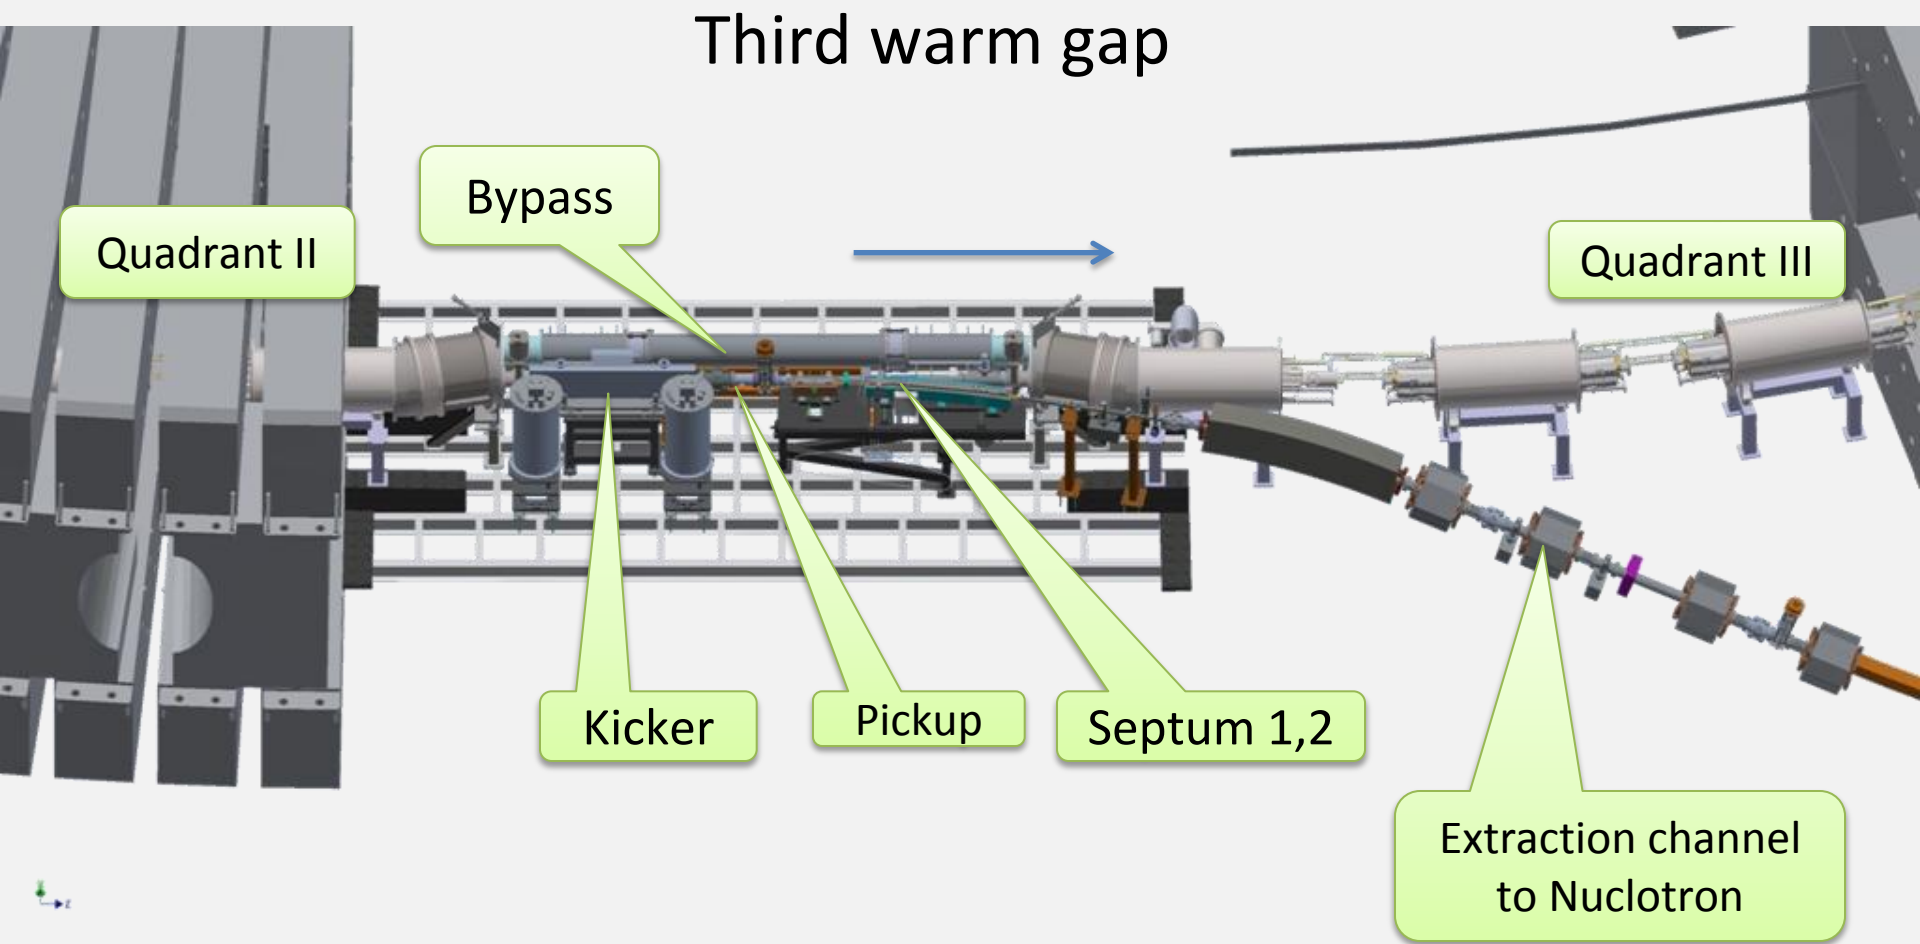 Third warm gap
Bypass
Quadrant II
Quadrant III
Kicker
Pickup
Septum 1,2
Extraction channel
to Nuclotron